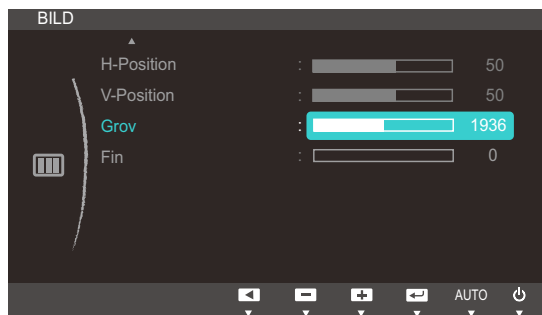 BILD
H-Position : 50
V-Position : 50
Grov : 1936
Fin : 0
AUTO